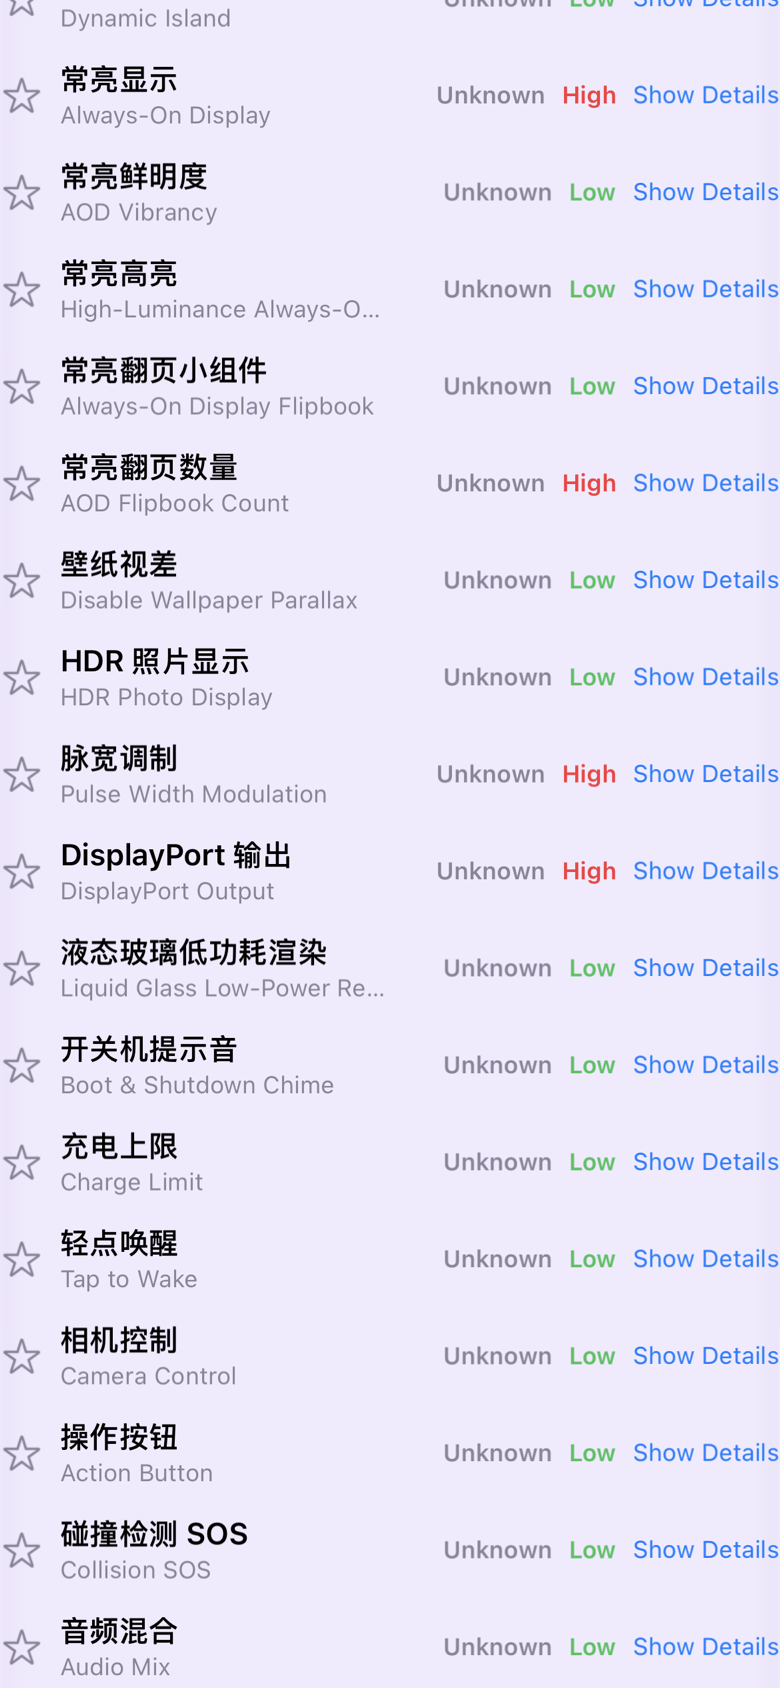 Dynamic Island
Unknown Low Show Details
常亮显示
Always-On Display
Unknown High Show Details
常亮鲜明度
AOD Vibrancy
Unknown Low Show Details
常亮高亮
High-Luminance Always-O...
Unknown Low Show Details
常亮翻页小组件
Always-On Display Flipbook
Unknown Low Show Details
常亮翻页数量
AOD Flipbook Count
Unknown High Show Details
壁纸视差
Disable Wallpaper Parallax
Unknown Low Show Details
HDR 照片显示
HDR Photo Display
Unknown Low Show Details
脉宽调制
Pulse Width Modulation
Unknown High Show Details
DisplayPort 输出
DisplayPort Output
Unknown High Show Details
液态玻璃低功耗渲染
Liquid Glass Low-Power Re...
Unknown Low Show Details
开关机提示音
Boot & Shutdown Chime
Unknown Low Show Details
充电上限
Charge Limit
Unknown Low Show Details
轻点唤醒
Tap to Wake
Unknown Low Show Details
相机控制
Camera Control
Unknown Low Show Details
操作按钮
Action Button
Unknown Low Show Details
碰撞检测 SOS
Collision SOS
Unknown Low Show Details
音频混合
Audio Mix
Unknown Low Show Details